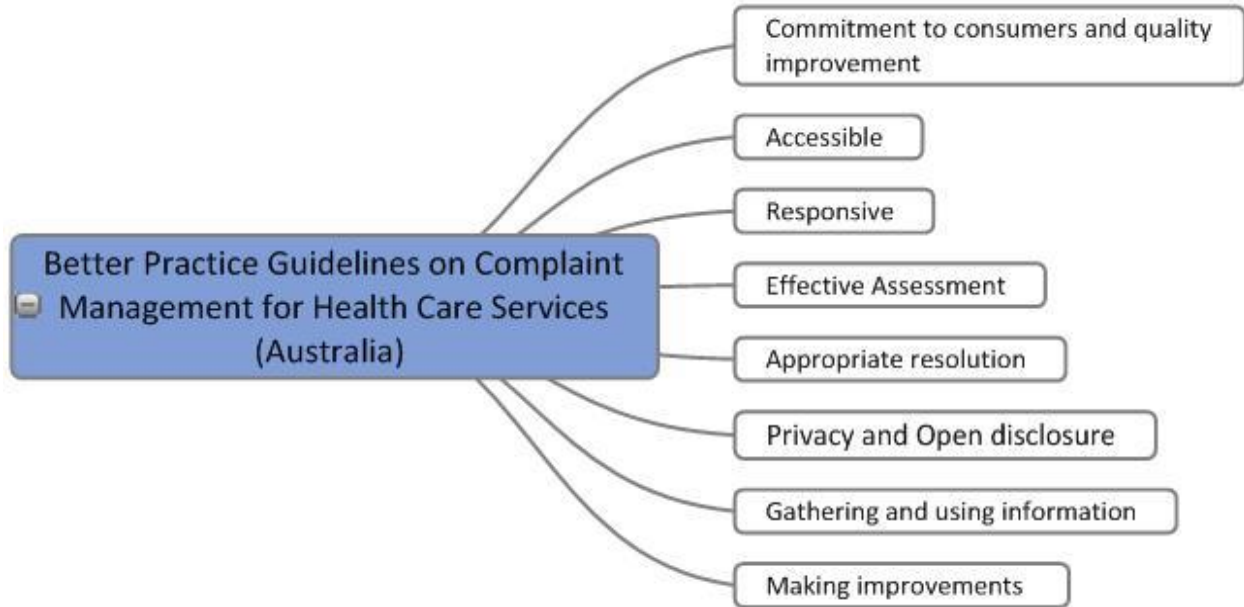 Better Practice Guidelines on Complaint
Management for Health Care Services
(Australia)
Commitment to consumers and quality
improvement
Accessible
Responsive
Effective Assessment
Appropriate resolution
Privacy and Open disclosure
Gathering and using information
Making improvements